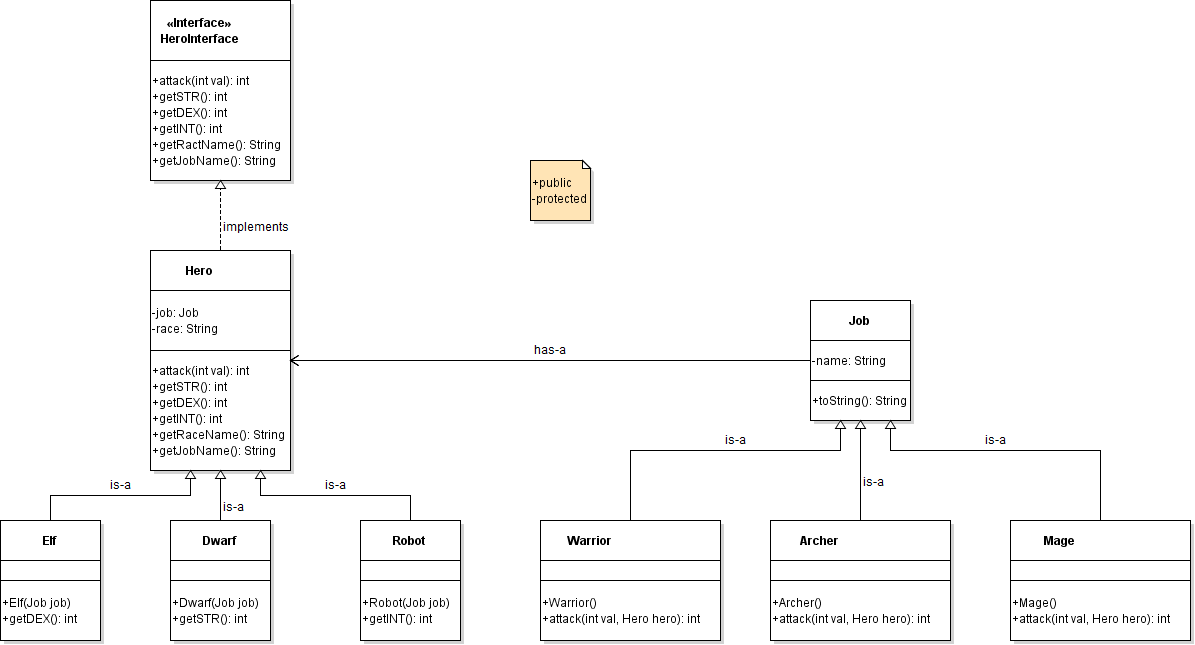 «Interface»
HeroInterface
+attack(int val): int
+getSTR(): int
+getDEX(): int
+getINT(): int
+getRactName(): String
+getJobName(): String
+public
-protected
implements
Hero
-job: Job
-race: String
+attack(int val): int
+getSTR(): int
+getDEX(): int
+getINT(): int
+getRaceName(): String
+getJobName(): String
has-a
Job
-name: String
+toString(): String
is-a
is-a
is-a
is-a
is-a
is-a
Elf
+Elf(Job job)
+getDEX(): int
Dwarf
+Dwarf(Job job)
+getSTR(): int
Robot
+Robot(Job job)
+getINT(): int
Warrior
+Warrior()
+attack(int val, Hero hero): int
Archer
+Archer()
+attack(int val, Hero hero): int
Mage
+Mage()
+attack(int val, Hero hero): int